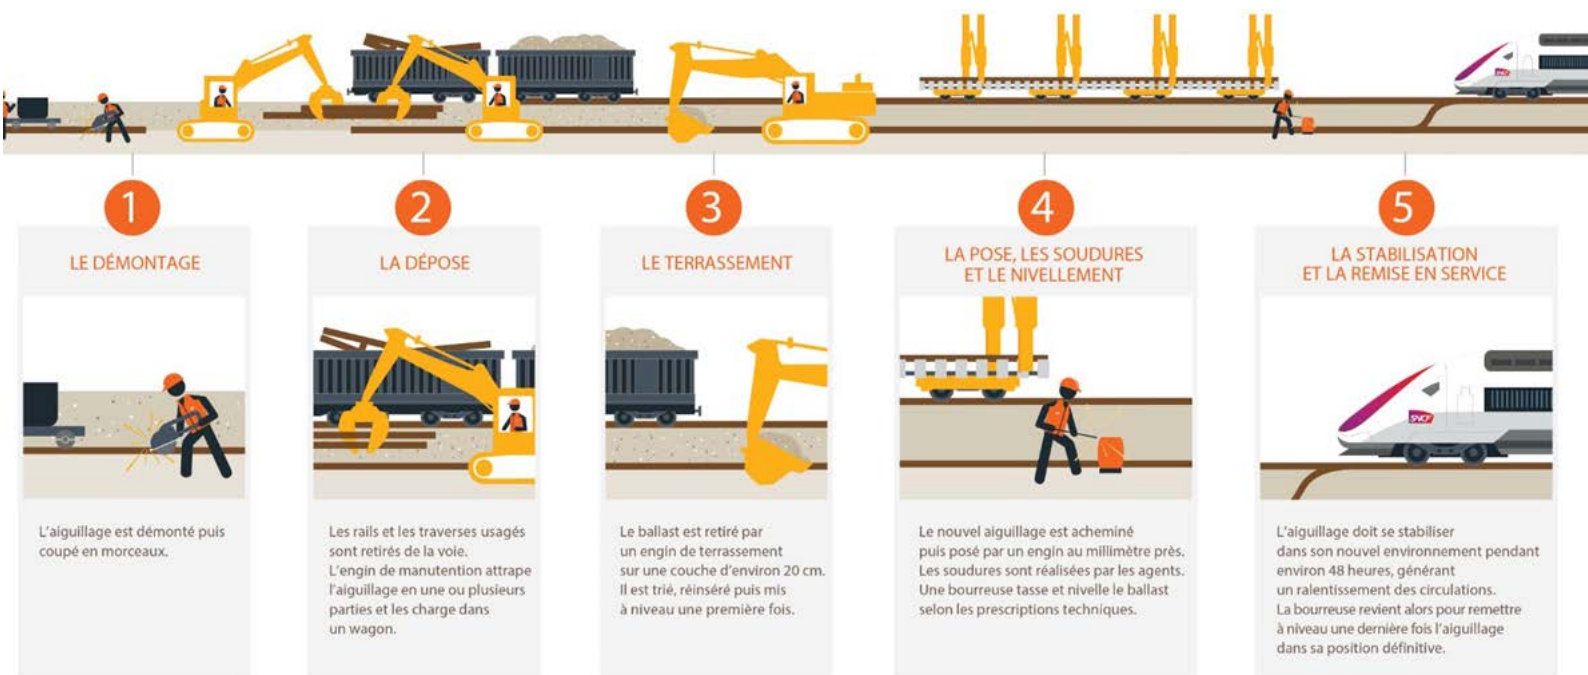 1
LE DÉMONTAGE
L'aiguillage est démonté puis
coupé en morceaux.
2
LA DÉPOSE
Les rails et les traverses usagés
sont retirés de la voie.
L'engin de manutention attrape
l'aiguillage en une ou plusieurs
parties et les charge dans
un wagon.
3
LE TERRASSEMENT
Le ballast est retiré par
un engin de terrassement
sur une couche d'environ 20 cm.
Il est trié, réinséré puis mis
à niveau une première fois.
4
LA POSE, LES SOUDURES
ET LE NIVELLEMENT
Le nouvel aiguillage est acheminé
puis posé par un engin au millimètre près.
Les soudures sont réalisées par les agents.
Une bourreuse tasse et nivelle le ballast
selon les prescriptions techniques.
SNCF
5
LA STABILISATION
ET LA REMISE EN SERVICE
SNCF
L'aiguillage doit se stabiliser
dans son nouvel environnement pendant
environ 48 heures, générant
un ralentissement des circulations.
La bourreuse revient alors pour remettre
à niveau une dernière fois l'aiguillage
dans sa position définitive.